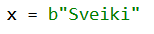 x = b"Sveiki"